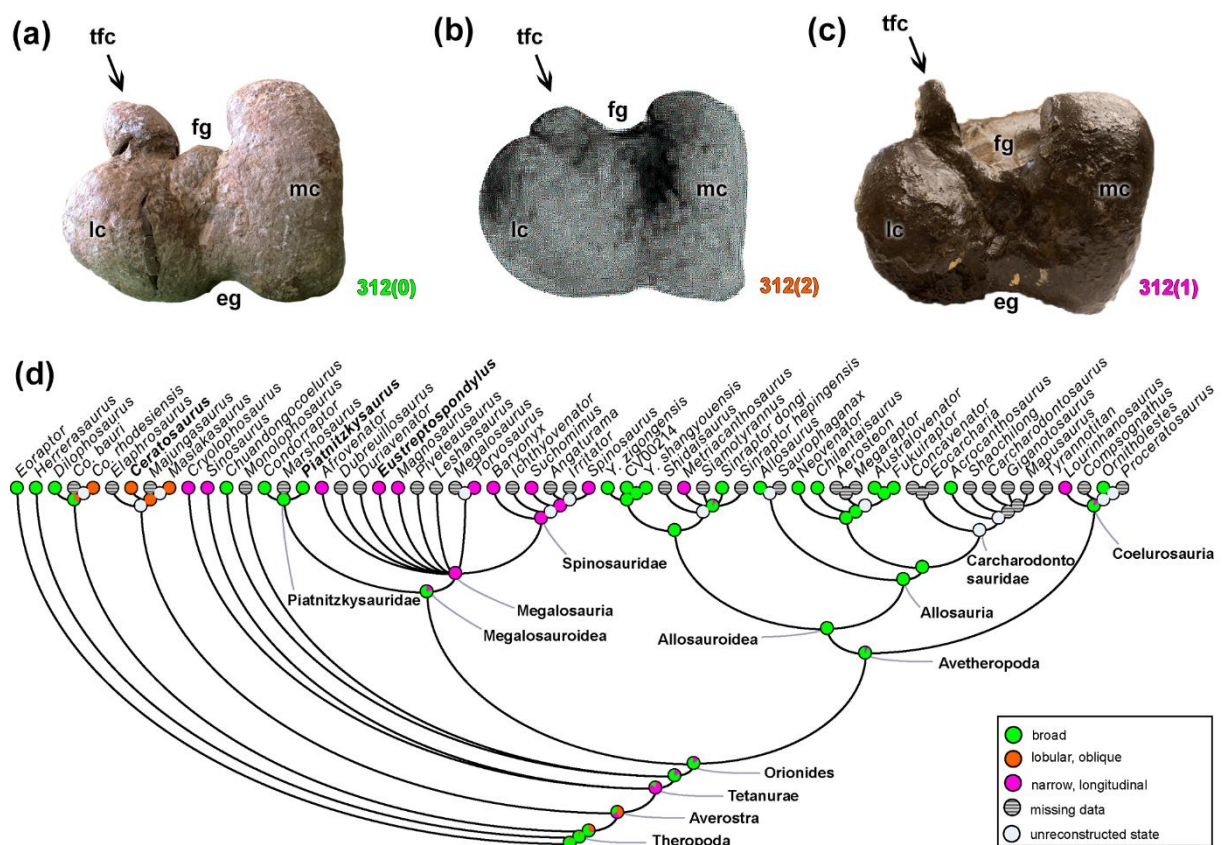 (a)
tfc
fg
mc
lc
eg
312(0)
(b)
tfc
fg
mc
lc
312(2)
(c)
tfc
fg
mc
lc
eg
312(1)
(d)
Eoraptor
Herrerasaurus
Dilophosaurus
Co. bauri
Co. rhodesiensis
Elaphrosaurus
Ceratosaurus
Majungasaurus
Masiakasaurus
Cryolophosaurus
Sinosaurus
Chuandongocoelurus
Monolophosaurus
Condorraptor
Marshosaurus
Piatnitzkysaurus
Afrovenator
Dubreuillosaurus
Duriavenator
Eustreptospondylus
Magnosaurus
Piveteausaurus
Leshansaurus
Megalosaurus
Torvosaurus
Baryonyx
Ichthyovenator
Suchomimus
Angaturama
Irritator
Spinosaurus
Y. zigongensis
CV00214
Y. Shangyouensis
Shidaisaurus
Metriacanthosaurus
Siamotyrannus
Sinraptor dongi
Sinraptor hepingensis
Allosaurus
Saurophaganax
Neovenator
Chilantaisaurus
Aerosteon
Megaraptor
Australovenator
Fukuiraptor
Concavenator
Eocarcharia
Acrocanthosaurus
Shaochilong
Carcharodontosaurus
Giganotosaurus
Mapusaurus
Tyrannotitan
Lourinhanosaurus
Compsognathus
Ornitholestes
Proceratosaurus
Piatnitzkysauridae
Megalosauroidea
Megalosauria
Spinosauridae
Allosauroidea
Carcharodonto
sauridae
Allosauria
Coelurosauria
Avetheropoda
Orionides
Tetanurae
Averostra
Theropoda
broad
lobular, oblique
narrow, longitudinal
missing data
unreconstructed state